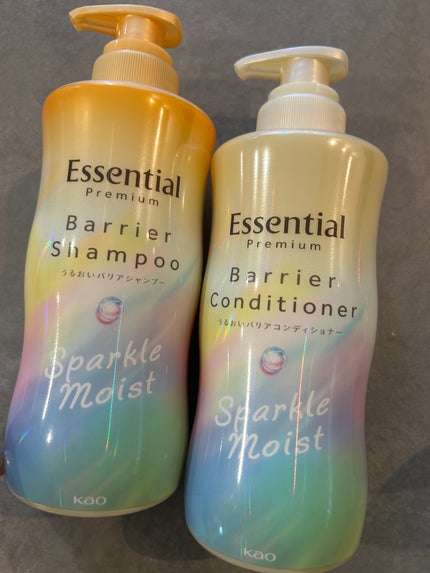 Essential
Premium
Barrier
Shampoo
うるおいバリアシャンプー
Sparkle
Moist
Kao
Essential
Premium
Barrier
Conditioner
うるおいバリアコンディショナー
Sparkle
Moist
Kao